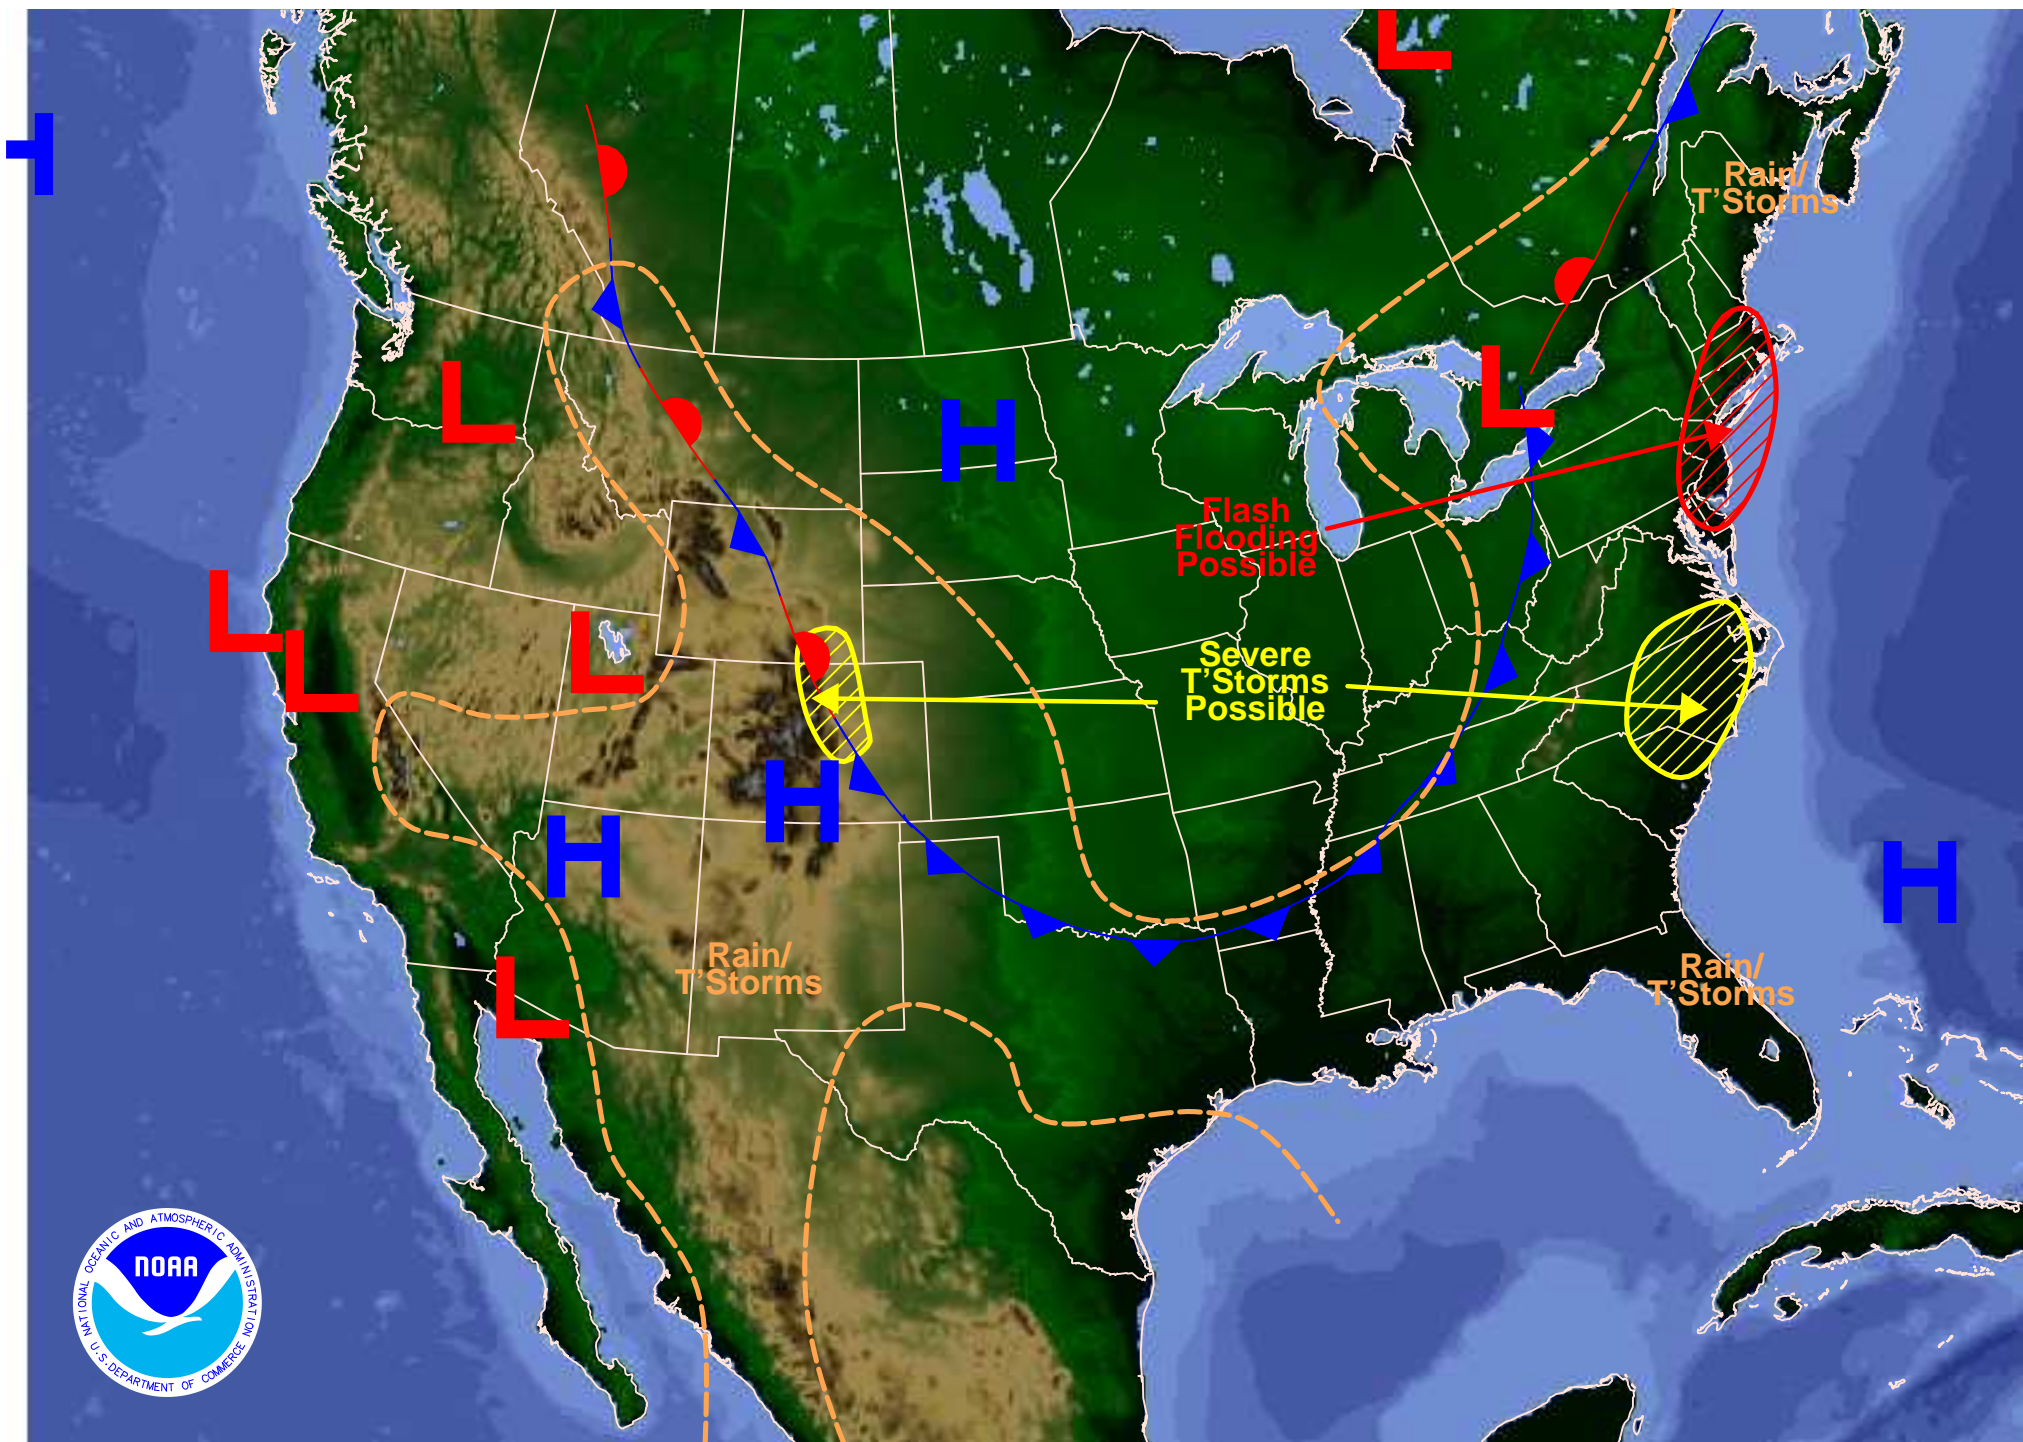 L
H
Rain/
T'Storms
L
L
H
Flash
Flooding
Possible
L
L
L
Severe
T'Storms
Possible
H
H
H
Rain/
T'Storms
Rain/
T'Storms
L
NATIONAL OCEANIC AND ATMOSPHERIC ADMINISTRATION
NOAA
U.S. DEPARTMENT OF COMMERCE